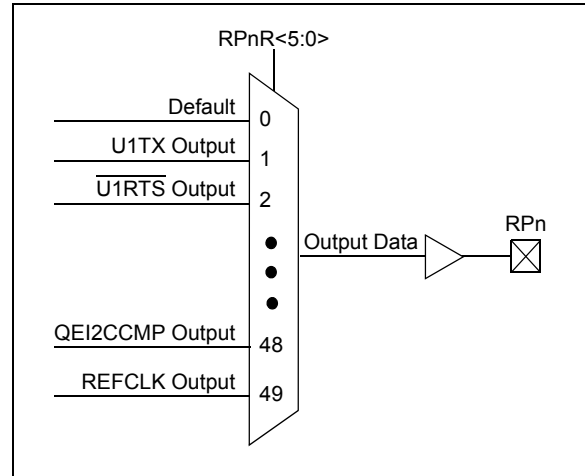 RPnR<5:0>
Default
0
U1TX Output
1
U1RTS Output
2
Output Data
RPn
QEI2CCMP Output
48
REFCLK Output
49